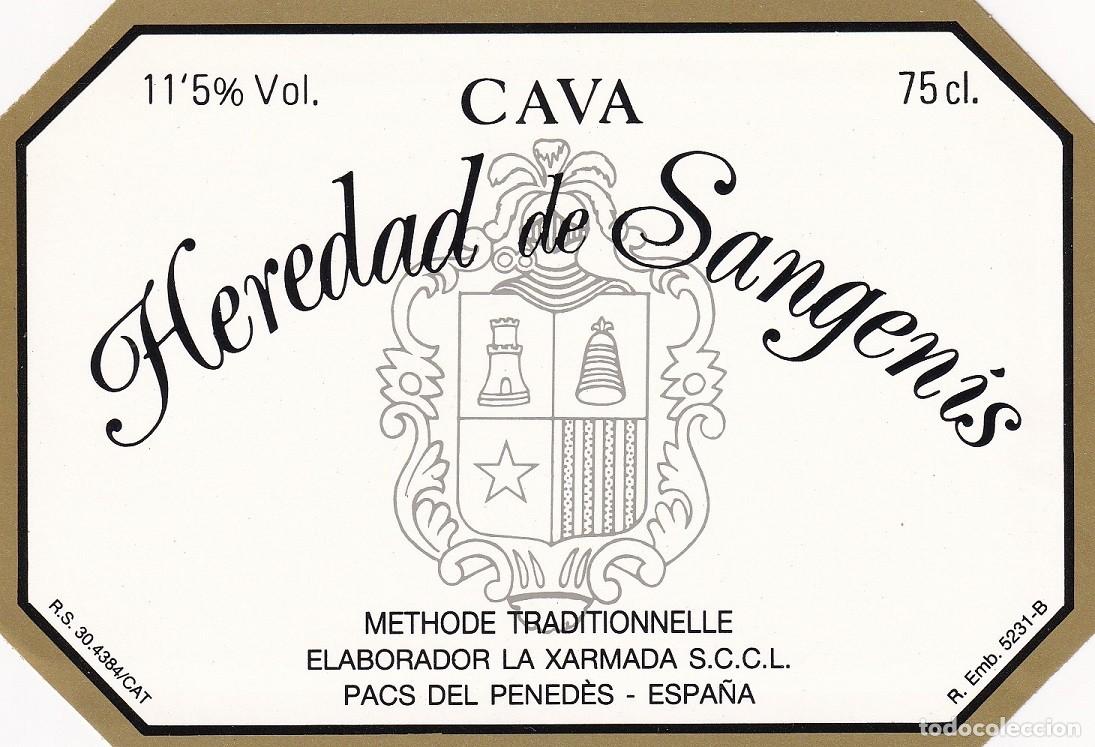 11'5% Vol.
CAVA
75 cl.
Heredad de Sangenís
METHODE TRADITIONNELLE
ELABORADOR LA XARMADA S.C.C.L.
PACS DEL PENEDÈS - ESPAÑA
R.S. 30.4384/CAT
R. Emb. 5231-B
todocoleccion